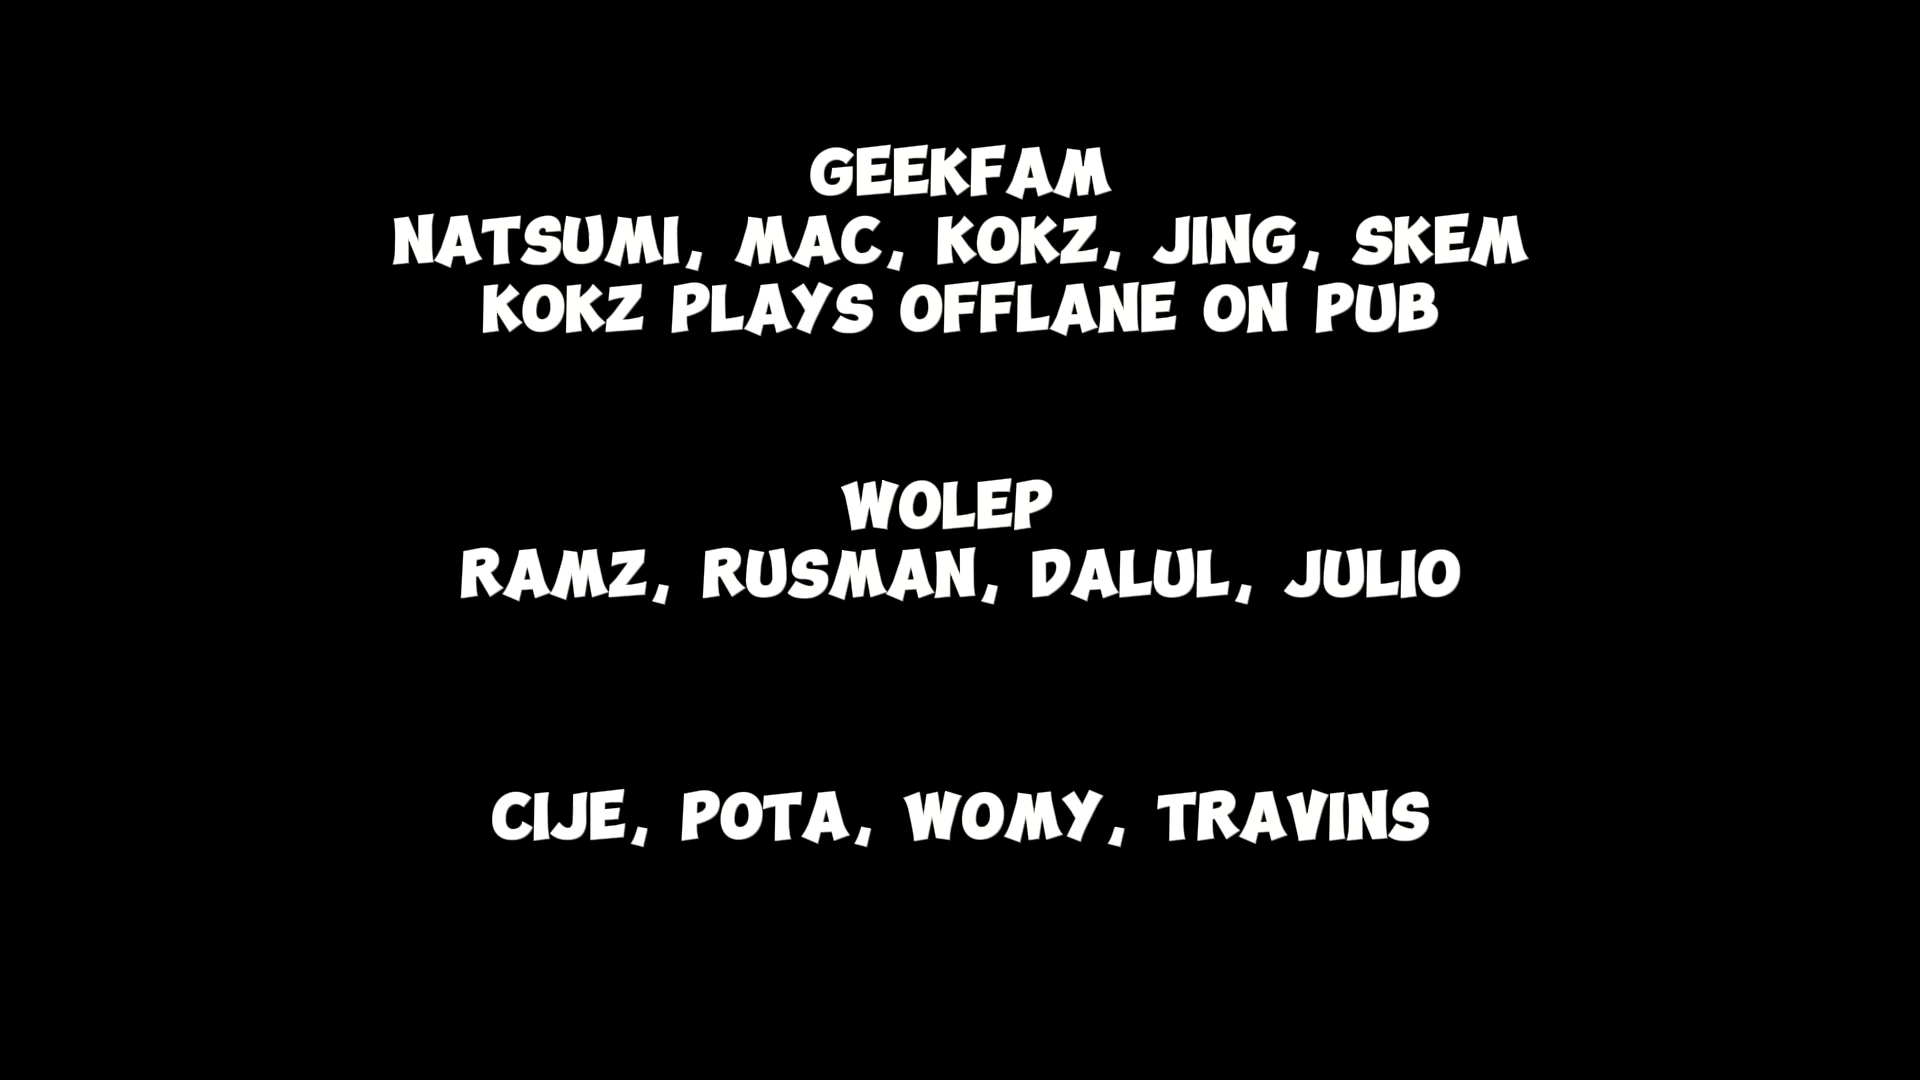 GEEKFAM
NATSUMI, MAC, KOKZ, JING, SKEM
KOKZ PLAYS OFFLANE ON PUB
WOLEP
RAMZ, RUSMAN, DALUL, JULIO
CIJE, POTA, WOMY, TRAVINS